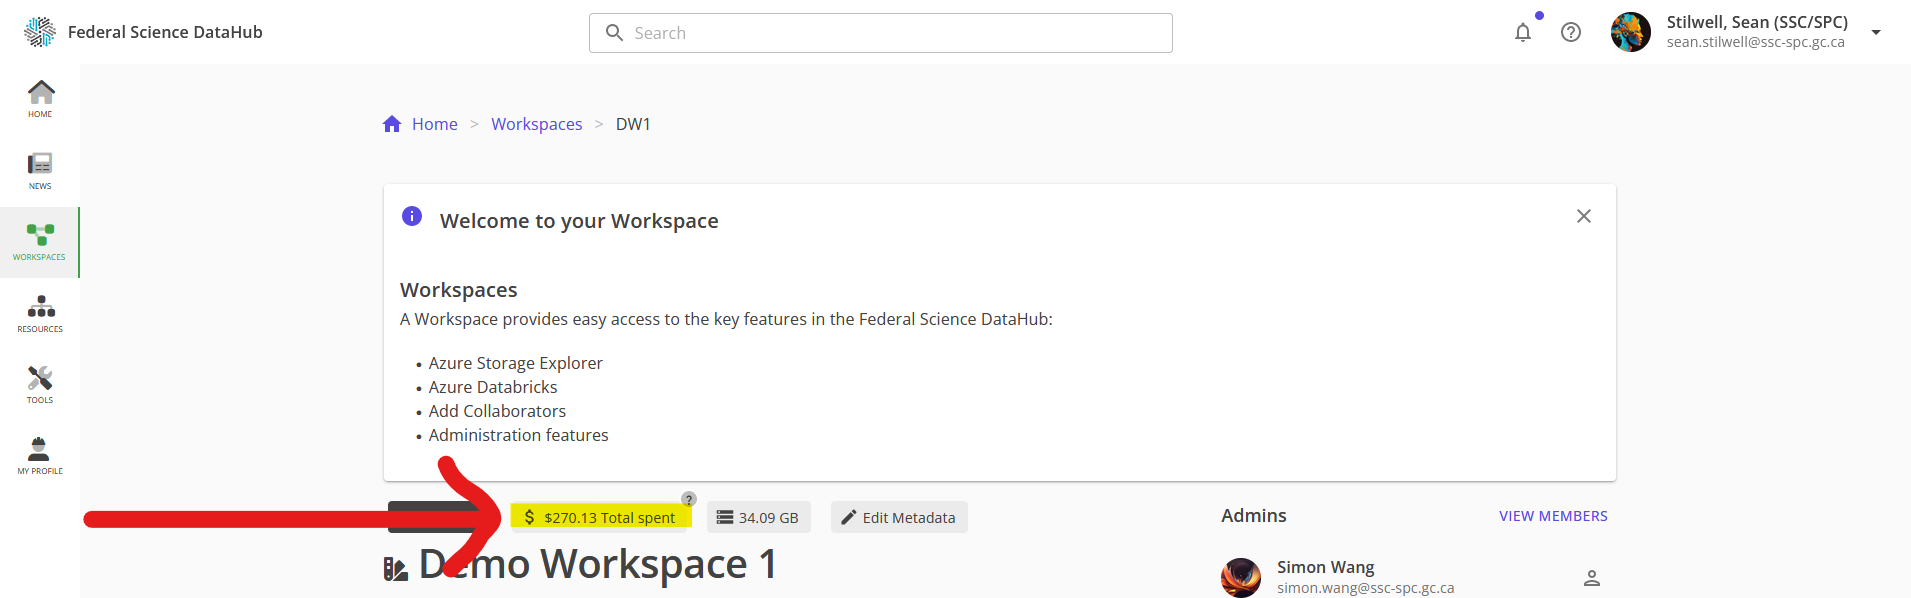 Federal Science DataHub
Search
Stilwell, Sean (SSC/SPC)
sean.stilwell@ssc-spc.gc.ca
HOME
NEWS
WORKSPACES
RESOURCES
TOOLS
MY PROFILE
Home > Workspaces > DW1
Welcome to your Workspace
Workspaces
A Workspace provides easy access to the key features in the Federal Science DataHub:
• Azure Storage Explorer
• Azure Databricks
• Add Collaborators
• Administration features
$ $270.13 Total spent ?
34.09 GB
Edit Metadata
Demo Workspace 1
Admins
VIEW MEMBERS
Simon Wang
simon.wang@ssc-spc.gc.ca